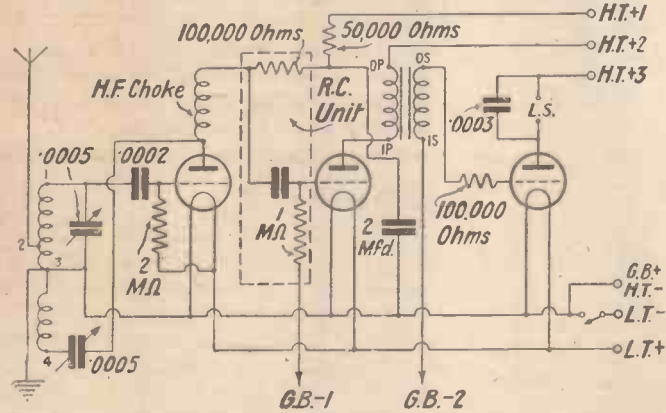 100,000 Ohms
50,000 Ohms
H.T.+1
H.T.+2
H.T.+3
H.F. Choke
R.C.
Unit
OP
OS
IP
IS
.0003
L.S.
.0005
.0002
2
3
4
2
MΩ
1
MΩ
2
Mfd.
100,000
Ohms
.0005
G.B.+
H.T.-
L.T.-
L.T.+
G.B.-1
G.B.-2